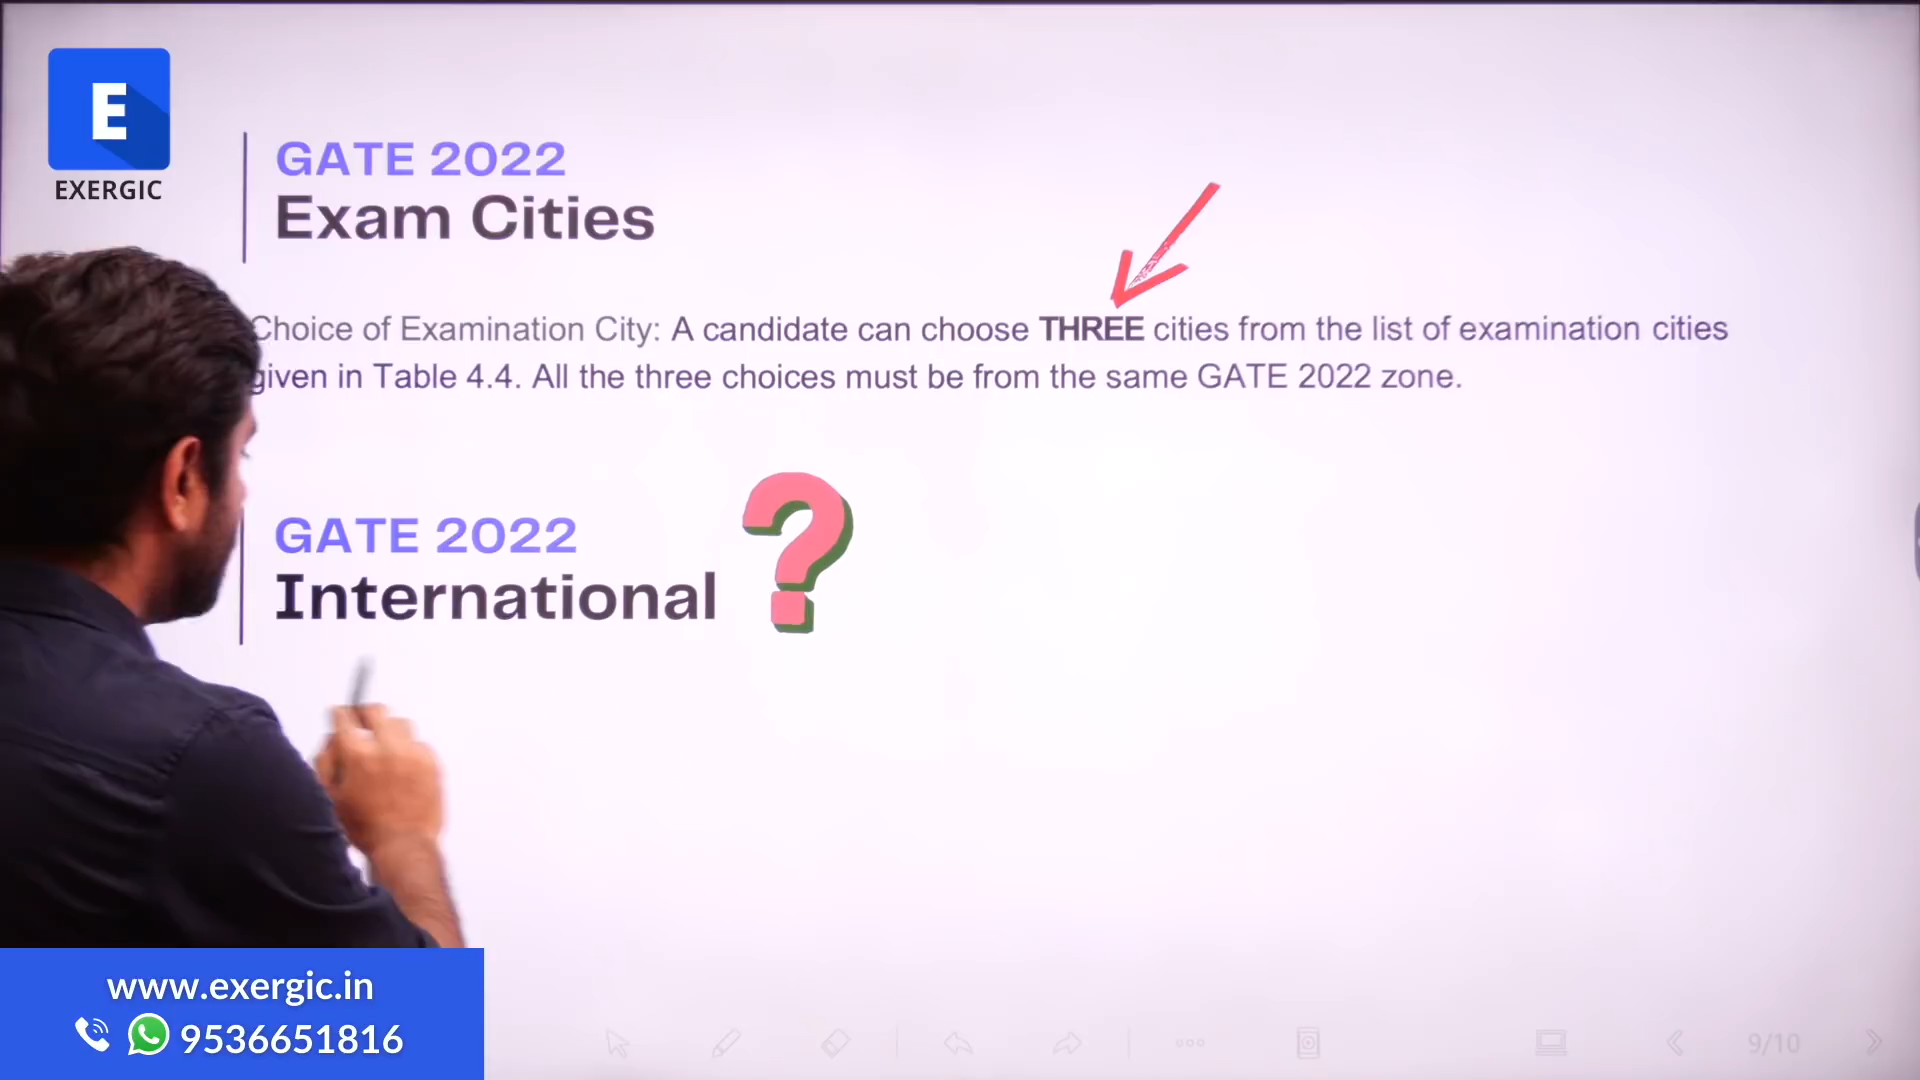 E
EXERGIC
GATE 2022
Exam Cities
Choice of Examination City: A candidate can choose THREE cities from the list of examination cities
given in Table 4.4. All the three choices must be from the same GATE 2022 zone.
GATE 2022
International ?
www.exergic.in
9536651816
9/10